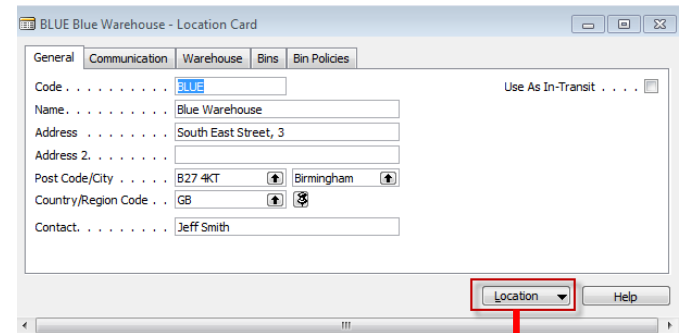 BLUE Blue Warehouse - Location Card
General Communication Warehouse Bins Bin Policies
Code . . . . . . . . . . BLUE Use As In-Transit . . . .
Name. . . . . . . . . . Blue Warehouse
Address . . . . . . . . South East Street, 3
Address 2. . . . . . . .
Post Code/City . . . . . B27 4KT Birmingham
Country/Region Code . . GB
Contact. . . . . . . . . Jeff Smith
Location Help